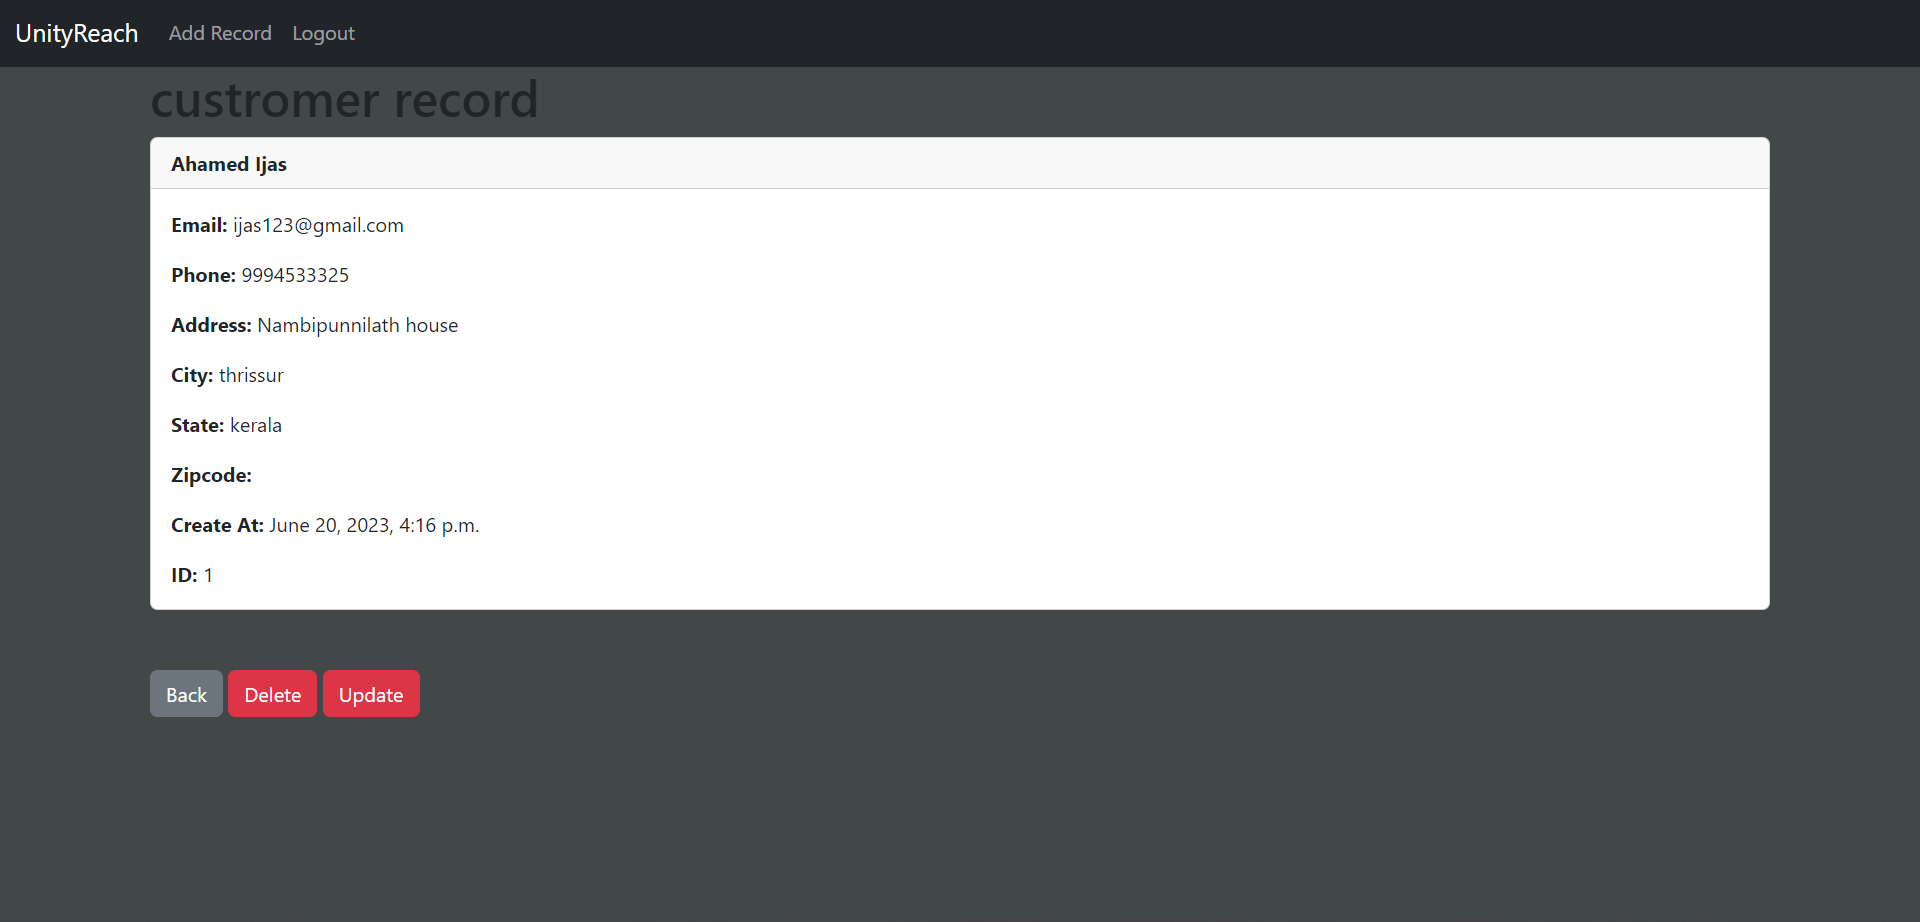 UnityReach Add Record Logout
custromer record
Ahamed Ijas
Email: ijas123@gmail.com
Phone: 9994533325
Address: Nambipunnilath house
City: thrissur
State: kerala
Zipcode:
Create At: June 20, 2023, 4:16 p.m.
ID: 1
Back Delete Update